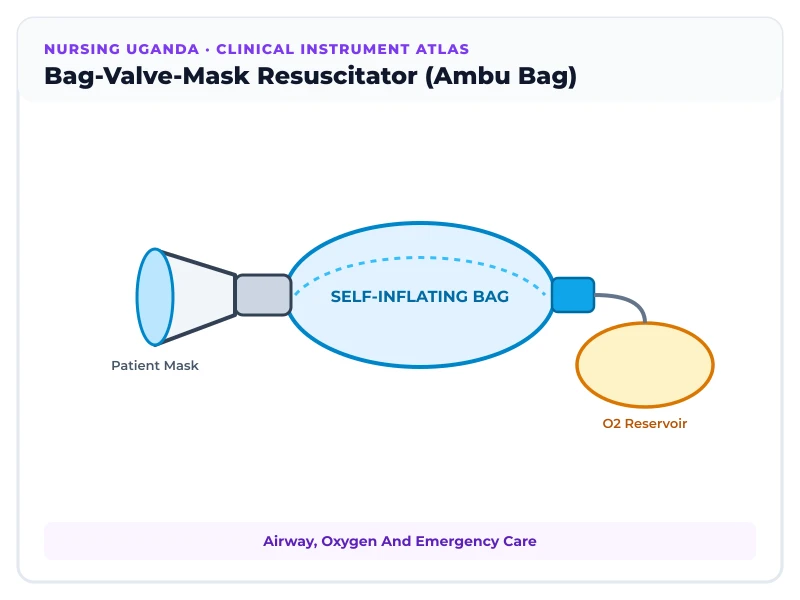 NURSING UGANDA · CLINICAL INSTRUMENT ATLAS
Bag-Valve-Mask Resuscitator (Ambu Bag)
SELF-INFLATING BAG
Patient Mask
O2 Reservoir
Airway, Oxygen And Emergency Care